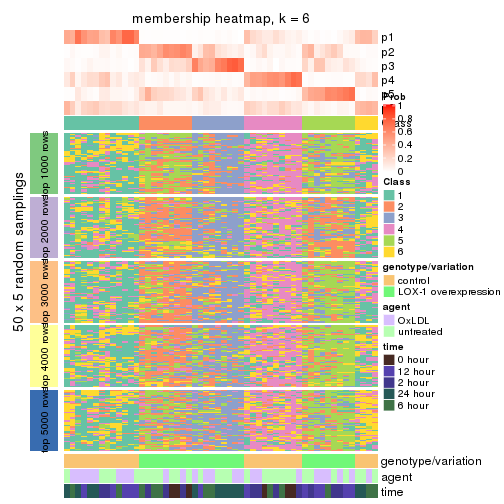 membership heatmap, k = 6
p1
p2
p3
p4
p5
Prob
1
0.8
0.6
0.4
0.2
0
Class
1
2
3
4
5
6
genotype/variation
control
LOX-1 overexpression
agent
OxLDL
untreated
time
0 hour
12 hour
2 hour
24 hour
6 hour
50 x 5 random samplings
top 1000 rows
top 2000 rows
top 3000 rows
top 4000 rows
top 5000 rows
genotype/variation
agent
time